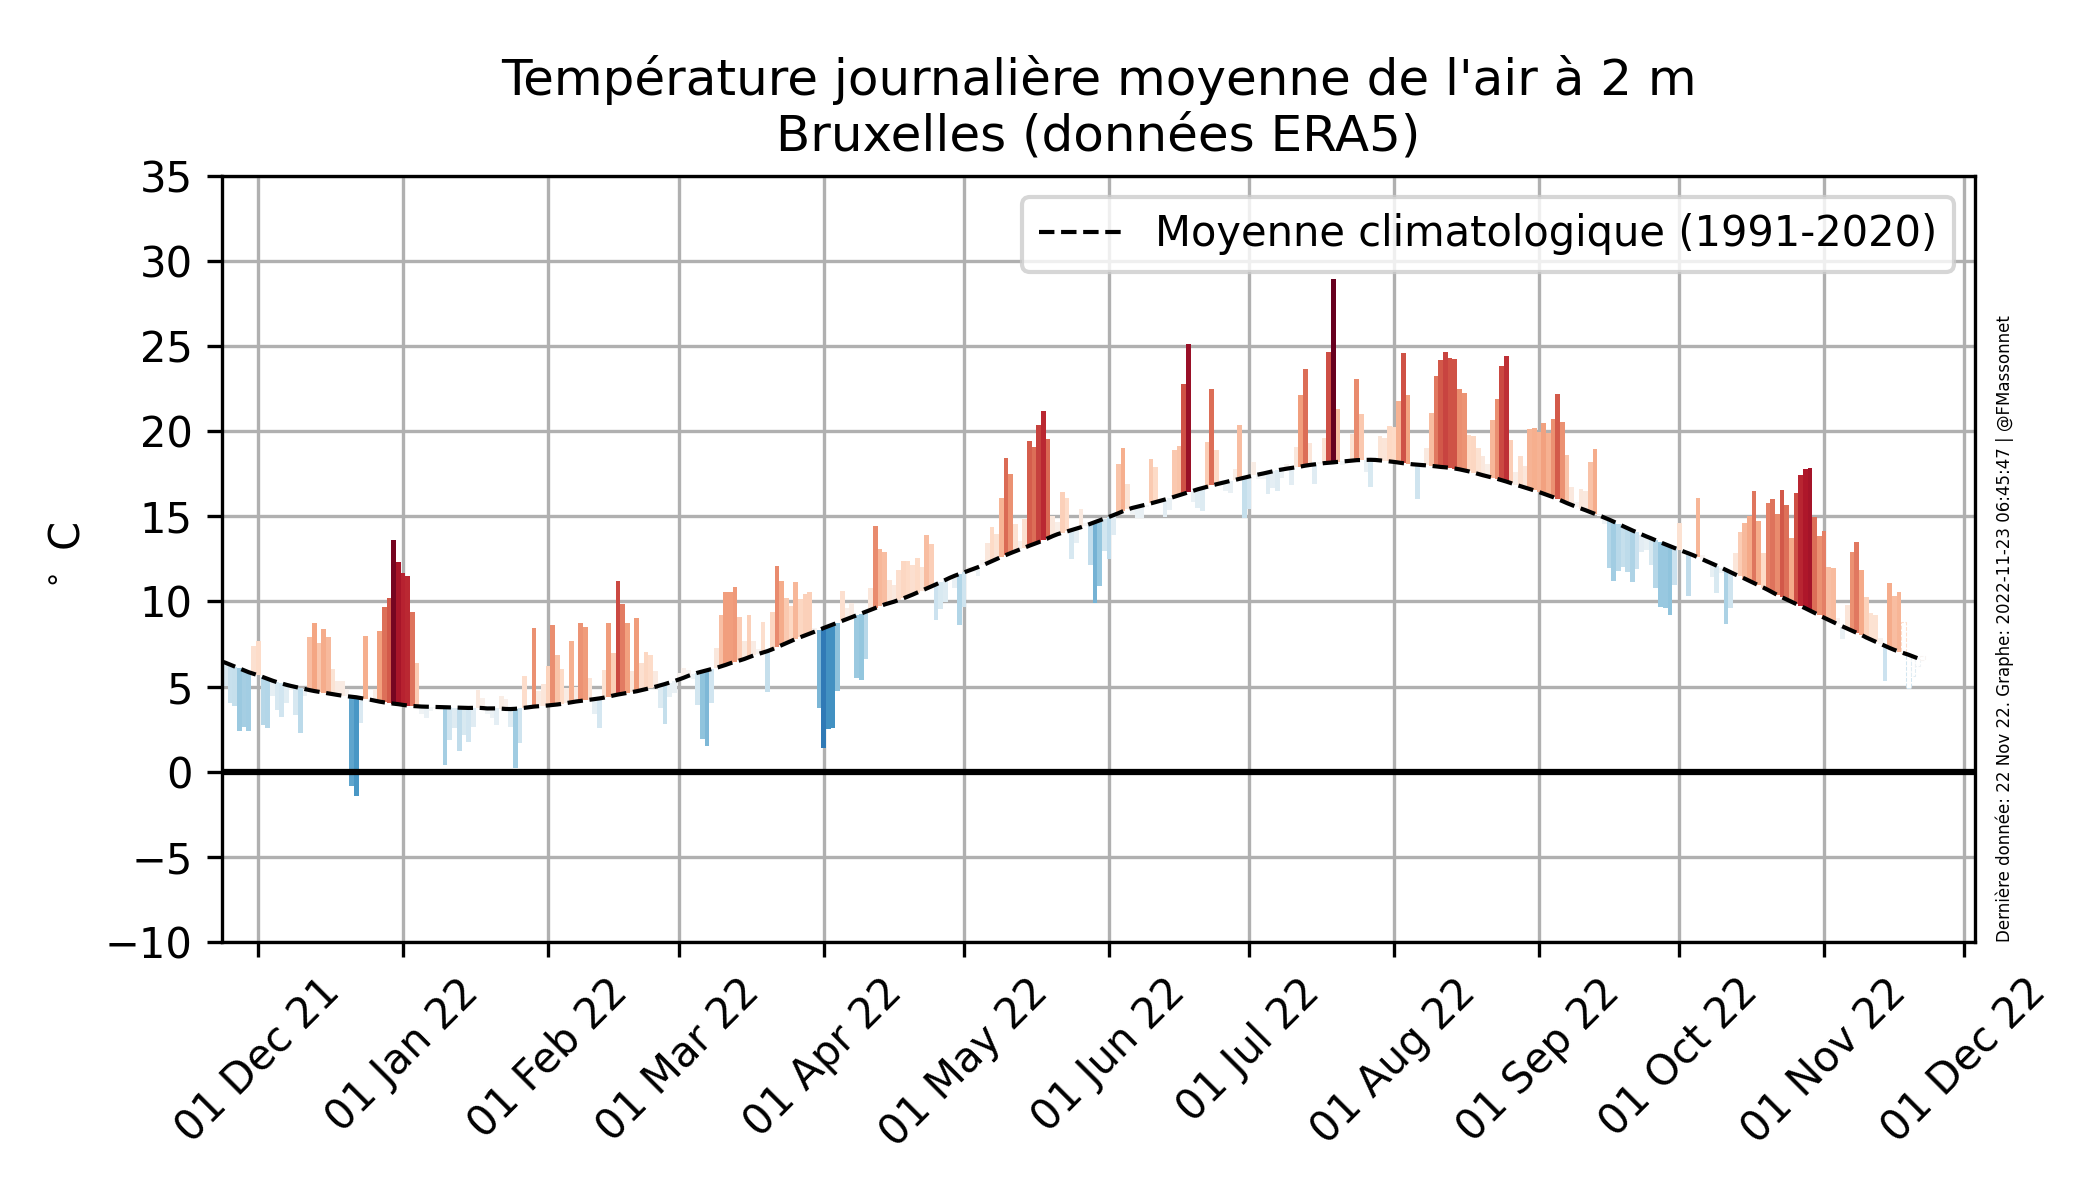 Température journalière moyenne de l'air à 2 m
Bruxelles (données ERA5)
Moyenne climatologique (1991-2020)
35
30
25
20
15
10
5
0
−5
−10
° C
01 Dec 21
01 Jan 22
01 Feb 22
01 Mar 22
01 Apr 22
01 May 22
01 Jun 22
01 Jul 22
01 Aug 22
01 Sep 22
01 Oct 22
01 Nov 22
01 Dec 22
Dernière donnée: 22 Nov 22. Graphe: 2022-11-23 06:45:47 | @FMassonnet